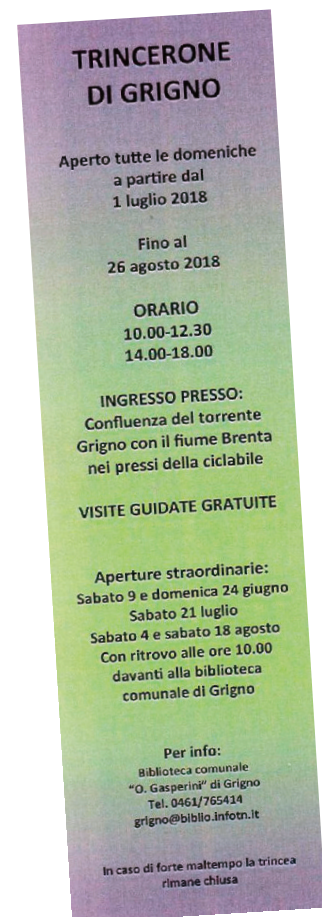 TRINCERONE
DI GRIGNO
Aperto tutte le domeniche
a partire dal
1 luglio 2018
Fino al
26 agosto 2018
ORARIO
10.00-12.30
14.00-18.00
INGRESSO PRESSO:
Confluenza del torrente
Grigno con il fiume Brenta
nei pressi della ciclabile
VISITE GUIDATE GRATUITE
Aperture straordinarie:
Sabato 9 e domenica 24 giugno
Sabato 21 luglio
Sabato 4 e sabato 18 agosto
Con ritrovo alle ore 10.00
davanti alla biblioteca
comunale di Grigno
Per info:
Biblioteca comunale
"O. Gasperini" di Grigno
Tel. 0461/765414
grigno@biblio.infotn.it
In caso di forte maltempo la trincea
rimane chiusa